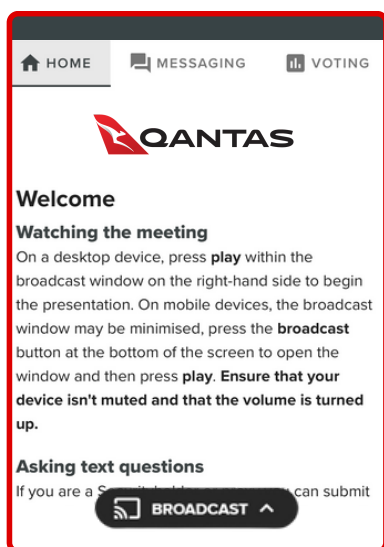 HOME MESSAGING VOTING
QANTAS
Welcome
Watching the meeting
On a desktop device, press play within the
broadcast window on the right-hand side to begin
the presentation. On mobile devices, the broadcast
window may be minimised, press the broadcast
button at the bottom of the screen to open the
window and then press play. Ensure that your
device isn't muted and that the volume is turned
up.
Asking text questions
If you are a can submit
BROADCAST